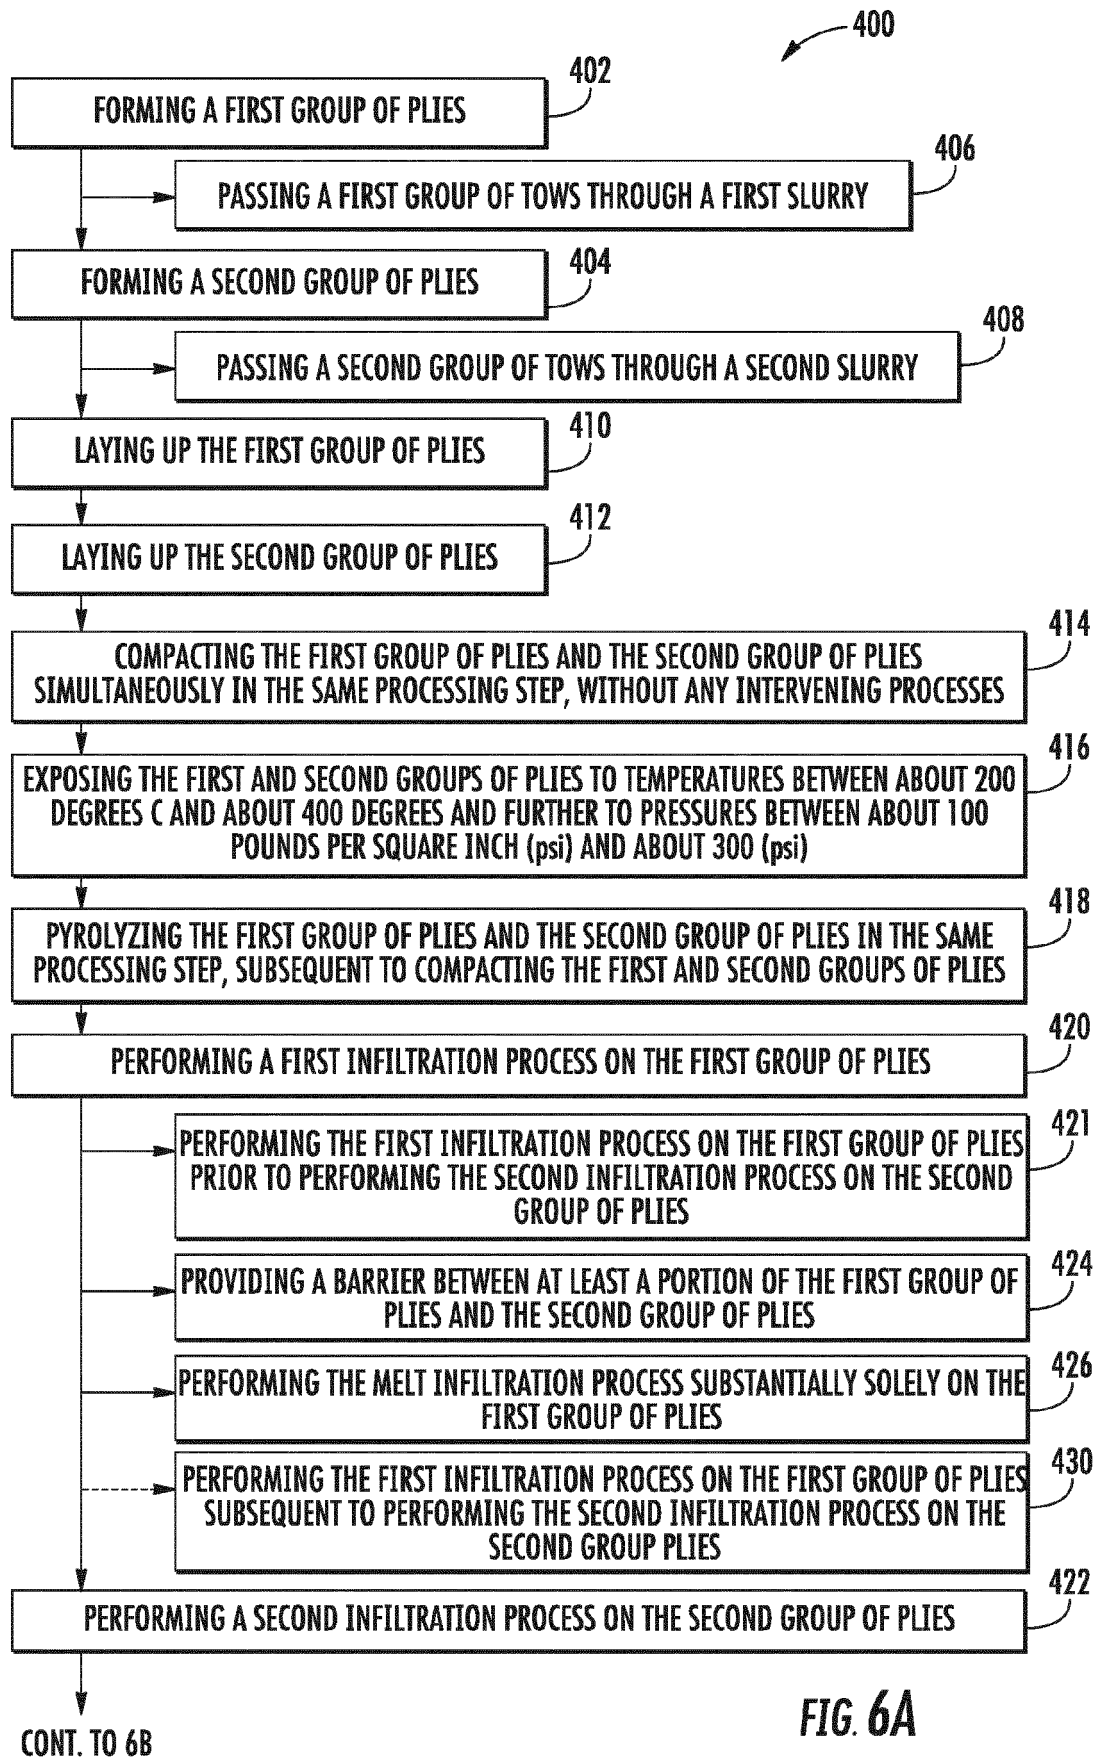 400
402
FORMING A FIRST GROUP OF PLIES
406
PASSING A FIRST GROUP OF TOWS THROUGH A FIRST SLURRY
404
FORMING A SECOND GROUP OF PLIES
408
PASSING A SECOND GROUP OF TOWS THROUGH A SECOND SLURRY
410
LAYING UP THE FIRST GROUP OF PLIES
412
LAYING UP THE SECOND GROUP OF PLIES
414
COMPACTING THE FIRST GROUP OF PLIES AND THE SECOND GROUP OF PLIES
SIMULTANEOUSLY IN THE SAME PROCESSING STEP, WITHOUT ANY INTERVENING PROCESSES
416
EXPOSING THE FIRST AND SECOND GROUPS OF PLIES TO TEMPERATURES BETWEEN ABOUT 200
DEGREES C AND ABOUT 400 DEGREES AND FURTHER TO PRESSURES BETWEEN ABOUT 100
POUNDS PER SQUARE INCH (psi) AND ABOUT 300 (psi)
418
PYROLYZING THE FIRST GROUP OF PLIES AND THE SECOND GROUP OF PLIES IN THE SAME
PROCESSING STEP, SUBSEQUENT TO COMPACTING THE FIRST AND SECOND GROUPS OF PLIES
420
PERFORMING A FIRST INFILTRATION PROCESS ON THE FIRST GROUP OF PLIES
421
PERFORMING THE FIRST INFILTRATION PROCESS ON THE FIRST GROUP OF PLIES
PRIOR TO PERFORMING THE SECOND INFILTRATION PROCESS ON THE SECOND
GROUP OF PLIES
424
PROVIDING A BARRIER BETWEEN AT LEAST A PORTION OF THE FIRST GROUP OF
PLIES AND THE SECOND GROUP OF PLIES
426
PERFORMING THE MELT INFILTRATION PROCESS SUBSTANTIALLY SOLELY ON THE
FIRST GROUP OF PLIES
430
PERFORMING THE FIRST INFILTRATION PROCESS ON THE FIRST GROUP OF PLIES
SUBSEQUENT TO PERFORMING THE SECOND INFILTRATION PROCESS ON THE
SECOND GROUP PLIES
422
PERFORMING A SECOND INFILTRATION PROCESS ON THE SECOND GROUP OF PLIES
FIG. 6A
CONT. TO 6B